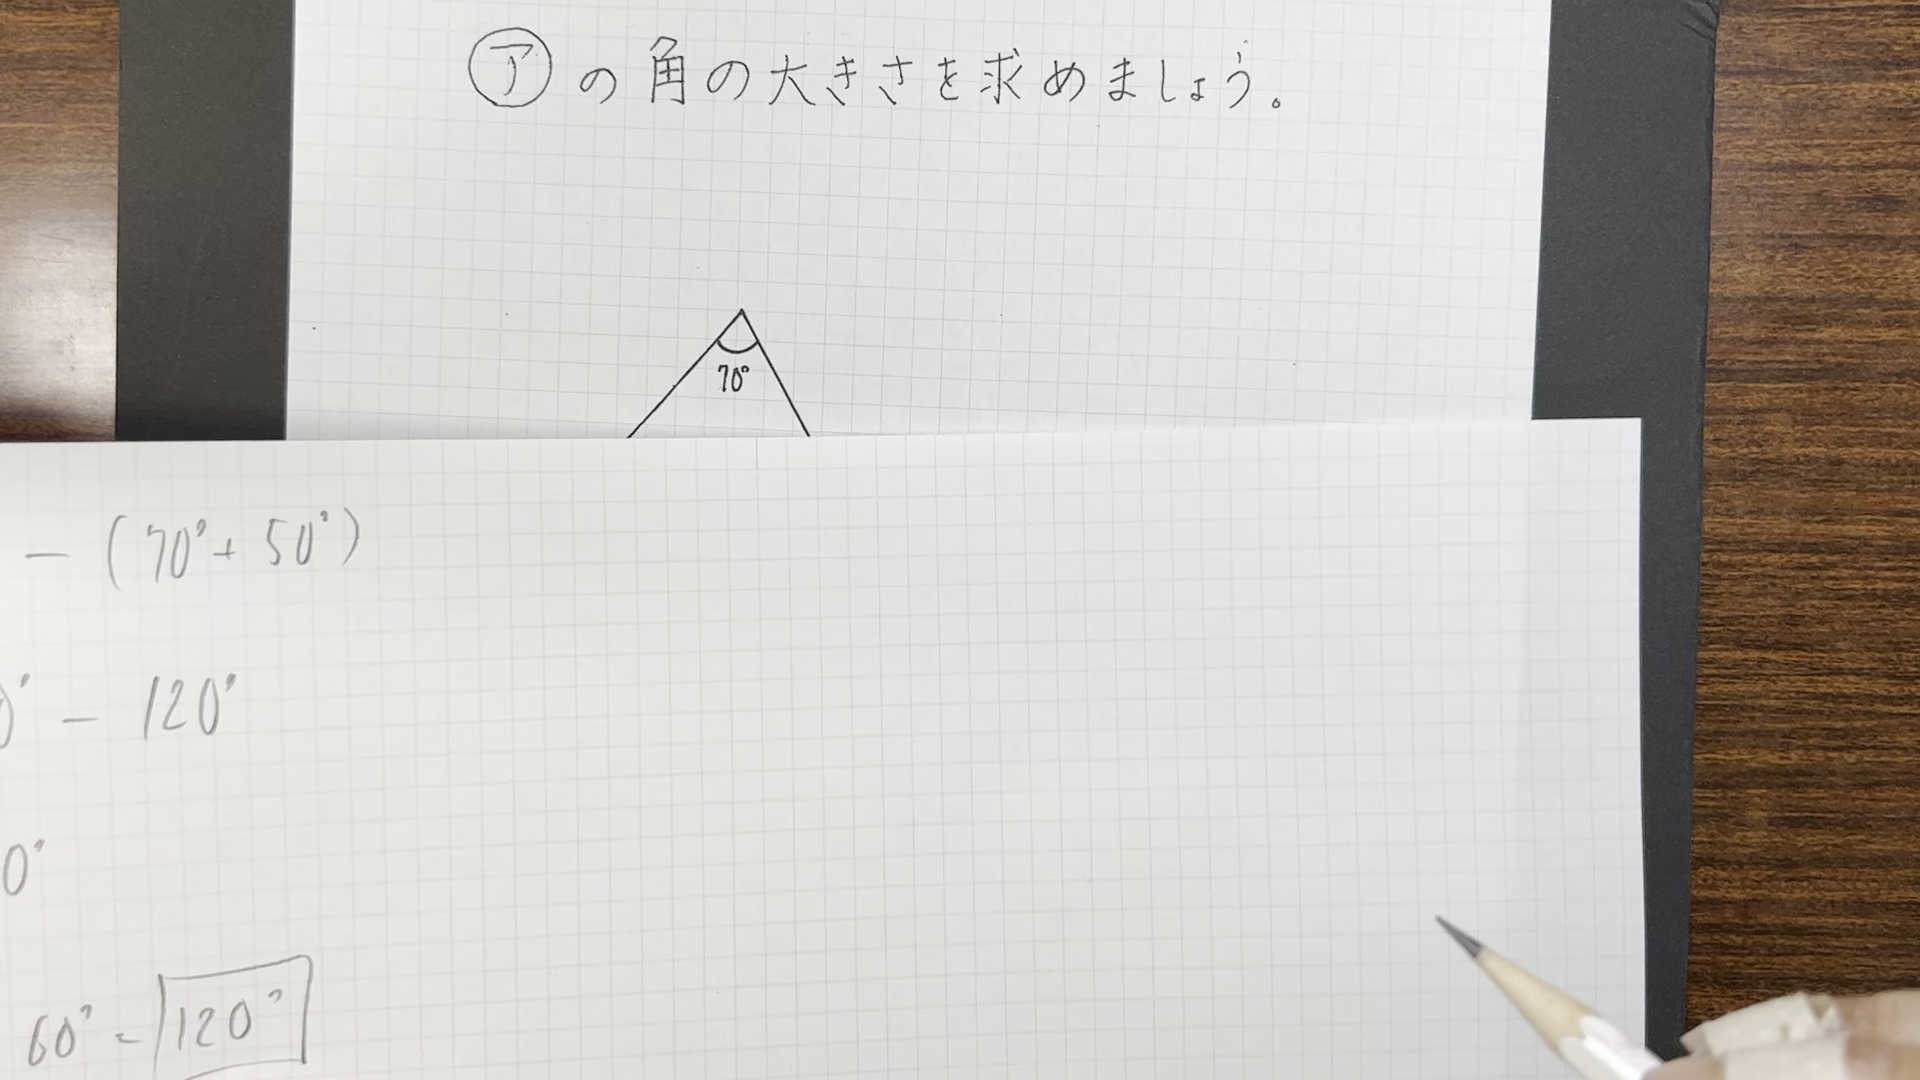 アの角の大きさを求めましょう。
70°
− (70°+ 50°)
° − 120°
0°
60° = 120°